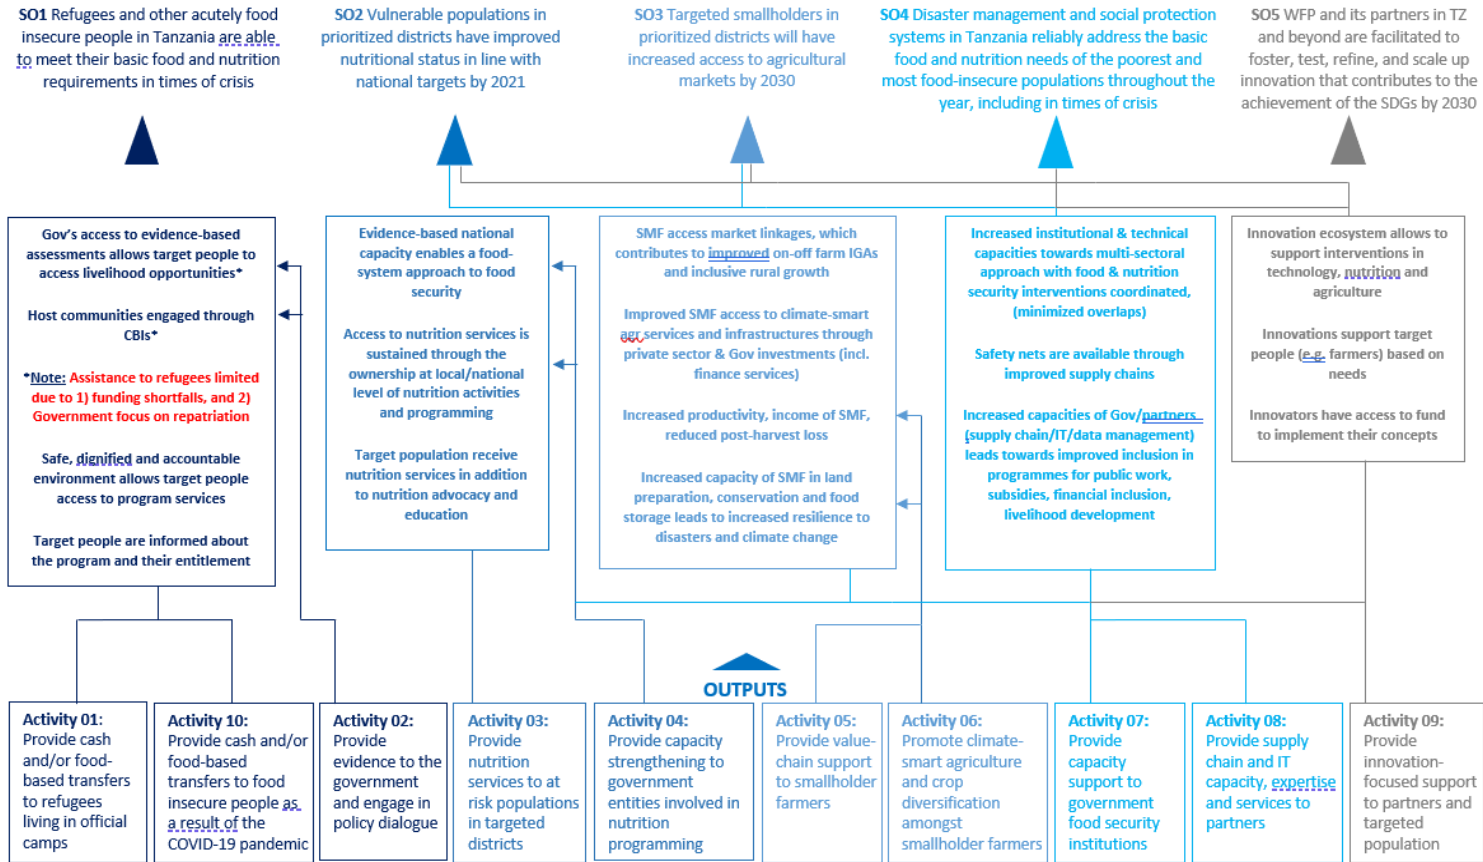 SO1 Refugees and other acutely food
insecure people in Tanzania are able
to meet their basic food and nutrition
requirements in times of crisis
SO2 Vulnerable populations in
prioritized districts have improved
nutritional status in line with
national targets by 2021
SO3 Targeted smallholders in
prioritized districts will have
increased access to agricultural
markets by 2030
SO4 Disaster management and social protection
systems in Tanzania reliably address the basic
food and nutrition needs of the poorest and
most food-insecure populations throughout the
year, including in times of crisis
SO5 WFP and its partners in TZ
and beyond are facilitated to
foster, test, refine, and scale up
innovation that contributes to the
achievement of the SDGs by 2030
Gov's access to evidence-based
assessments allows target people to
access livelihood opportunities*
Host communities engaged through
CBIs*
*Note: Assistance to refugees limited
due to 1) funding shortfalls, and 2)
Government focus on repatriation
Safe, dignified and accountable
environment allows target people
access to program services
Target people are informed about
the program and their entitlement
Evidence-based national
capacity enables a food-
system approach to food
security
Access to nutrition services is
sustained through the
ownership at local/national
level of nutrition activities
and programming
Target population receive
nutrition services in addition
to nutrition advocacy and
education
SMF access market linkages, which
contributes to improved on-off farm IGAs
and inclusive rural growth
Improved SMF access to climate-smart
agr services and infrastructures through
private sector & Gov investments (incl.
finance services)
Increased productivity, income of SMF,
reduced post-harvest loss
Increased capacity of SMF in land
preparation, conservation and food
storage leads to increased resilience to
disasters and climate change
Increased institutional & technical
capacities towards multi-sectoral
approach with food & nutrition
security interventions coordinated,
(minimized overlaps)
Safety nets are available through
improved supply chains
Increased capacities of Gov/partners
(supply chain/IT/data management)
leads towards improved inclusion in
programmes for public work,
subsidies, financial inclusion,
livelihood development
Innovation ecosystem allows to
support interventions in
technology, nutrition and
agriculture
Innovations support target
people (e.g. farmers) based on
needs
Innovators have access to fund
to implement their concepts
OUTPUTS
Activity 01:
Provide cash
and/or food-
based transfers
to refugees
living in official
camps
Activity 10:
Provide cash and/or
food-based
transfers to food
insecure people as
a result of the
COVID-19 pandemic
Activity 02:
Provide
evidence to the
government
and engage in
policy dialogue
Activity 03:
Provide
nutrition
services to at
risk populations
in targeted
districts
Activity 04:
Provide capacity
strengthening to
government
entities involved in
nutrition
programming
Activity 05:
Provide value-
chain support
to smallholder
farmers
Activity 06:
Promote climate-
smart agriculture
and crop
diversification
amongst
smallholder farmers
Activity 07:
Provide
capacity
support to
government
food security
institutions
Activity 08:
Provide supply
chain and IT
capacity, expertise
and services to
partners
Activity 09:
Provide
innovation-
focused support
to partners and
targeted
population